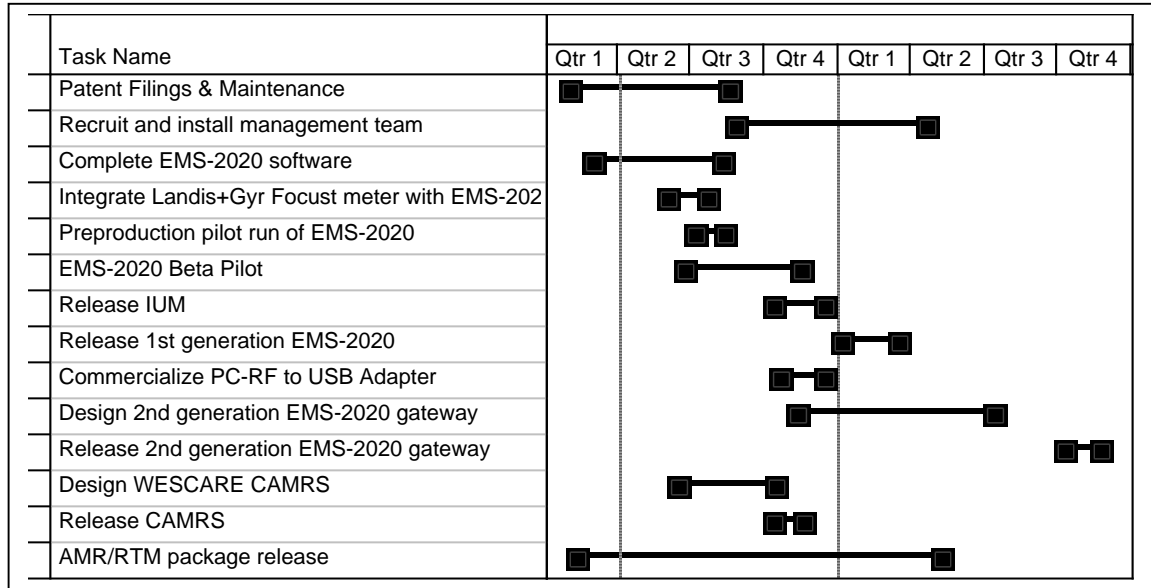 Task Name
Qtr 1 Qtr 2 Qtr 3 Qtr 4 Qtr 1 Qtr 2 Qtr 3 Qtr 4
Patent Filings & Maintenance
Recruit and install management team
Complete EMS-2020 software
Integrate Landis+Gyr Focust meter with EMS-202
Preproduction pilot run of EMS-2020
EMS-2020 Beta Pilot
Release IUM
Release 1st generation EMS-2020
Commercialize PC-RF to USB Adapter
Design 2nd generation EMS-2020 gateway
Release 2nd generation EMS-2020 gateway
Design WESCARE CAMRS
Release CAMRS
AMR/RTM package release